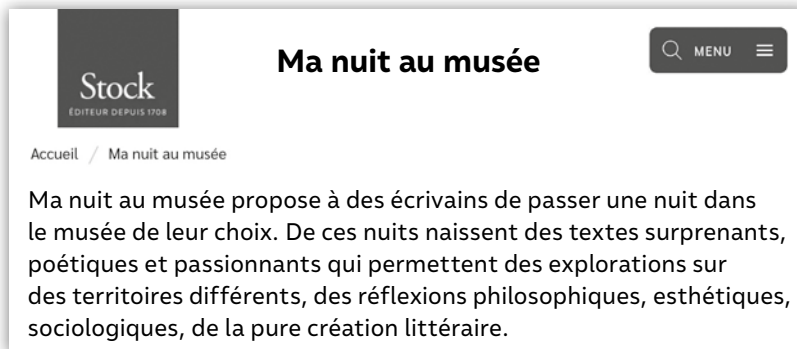 Stock
ÉDITEUR DEPUIS 1708
Ma nuit au musée
MENU
Accueil / Ma nuit au musée
Ma nuit au musée propose à des écrivains de passer une nuit dans
le musée de leur choix. De ces nuits naissent des textes surprenants,
poétiques et passionnants qui permettent des explorations sur
des territoires différents, des réflexions philosophiques, esthétiques,
sociologiques, de la pure création littéraire.